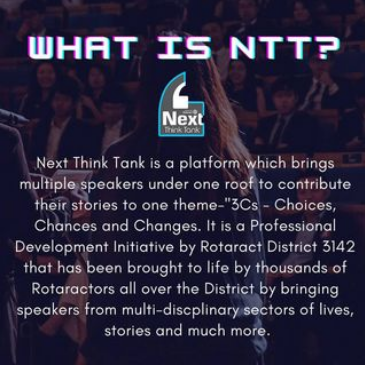 WHAT IS NTT?
Next
Think Tank
Next Think Tank is a platform which brings
multiple speakers under one roof to contribute
their stories to one theme-"3Cs - Choices,
Chances and Changes. It is a Professional
Development Initiative by Rotaract District 3142
that has been brought to life by thousands of
Rotaractors all over the District by bringing
speakers from multi-discplinary sectors of lives,
stories and much more.